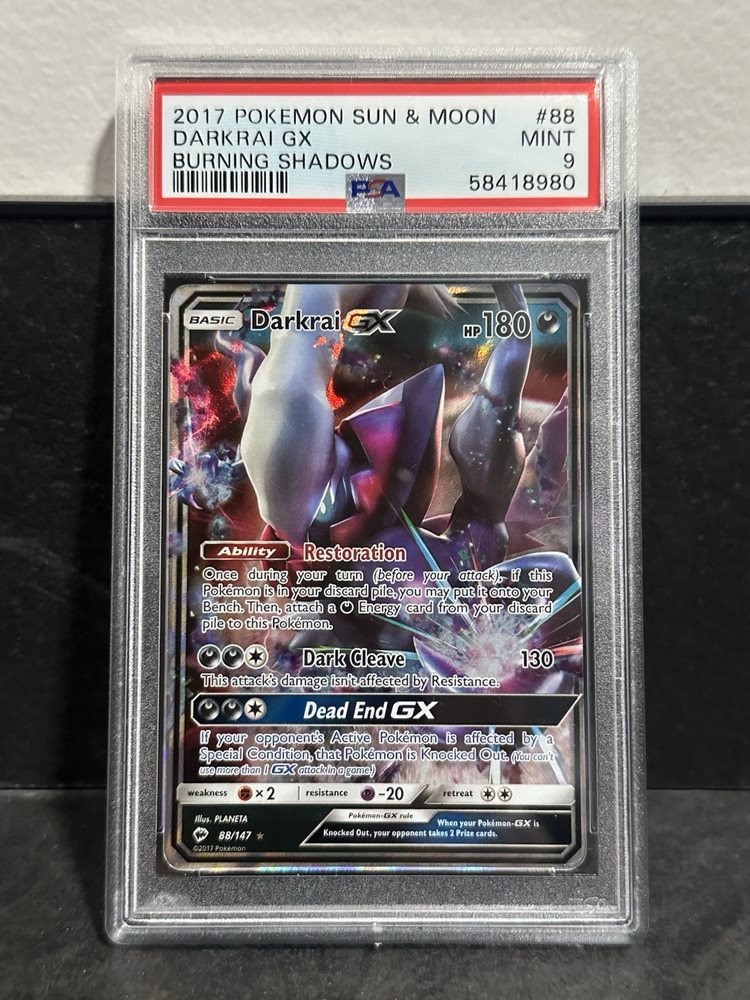 2017 POKEMON SUN & MOON #88
DARKRAI GX MINT
BURNING SHADOWS 9
PSA 58418980
BASIC Darkrai GX HP 180
Ability Restoration
Once during your turn (before your attack), if this
Pokémon is in your discard pile, you may put it onto your
Bench. Then, attach a Energy card from your discard
pile to this Pokémon.
Dark Cleave 130
This attack's damage isn't affected by Resistance.
Dead End GX
If your opponent's Active Pokémon is affected by a
Special Condition, that Pokémon is Knocked Out. (You can't
use more than 1 GX attack in a game.)
weakness ×2 resistance -20 retreat
Illus. PLANETA Pokémon-GX rule When your Pokémon-GX is
88/147 Knocked Out, your opponent takes 2 Prize cards.
©2017 Pokémon